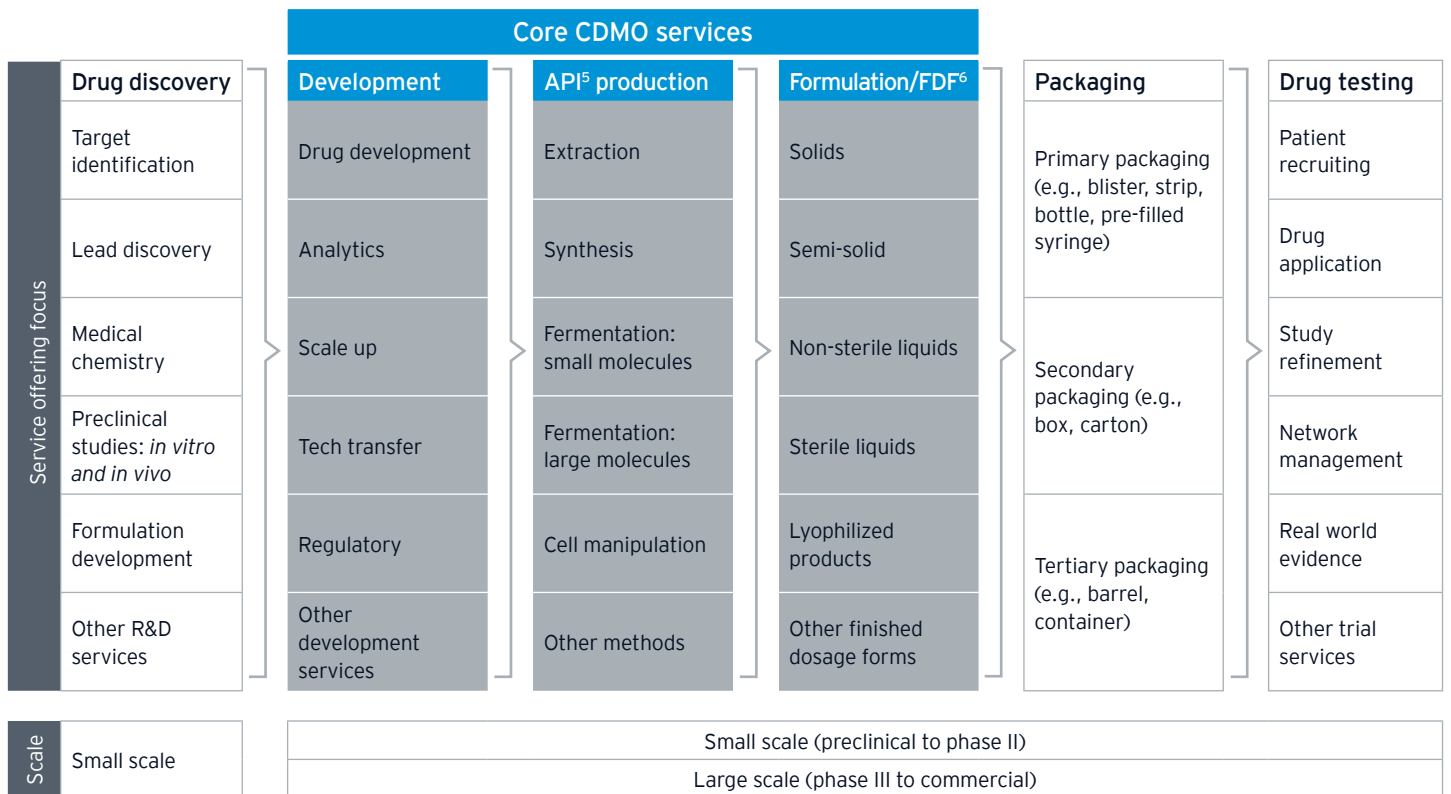 Core CDMO services
Service offering focus
Drug discovery
Target
identification
Lead discovery
Medical
chemistry
Preclinical
studies: in vitro
and in vivo
Formulation
development
Other R&D
services
Development
Drug development
Analytics
Scale up
Tech transfer
Regulatory
Other
development
services
API⁵ production
Extraction
Synthesis
Fermentation:
small molecules
Fermentation:
large molecules
Cell manipulation
Other methods
Formulation/FDF⁶
Solids
Semi-solid
Non-sterile liquids
Sterile liquids
Lyophilized
products
Other finished
dosage forms
Packaging
Primary packaging
(e.g., blister, strip,
bottle, pre-filled
syringe)
Secondary
packaging (e.g.,
box, carton)
Tertiary packaging
(e.g., barrel,
container)
Drug testing
Patient
recruiting
Drug
application
Study
refinement
Network
management
Real world
evidence
Other trial
services
Scale
Small scale
Small scale (preclinical to phase II)
Large scale (phase III to commercial)